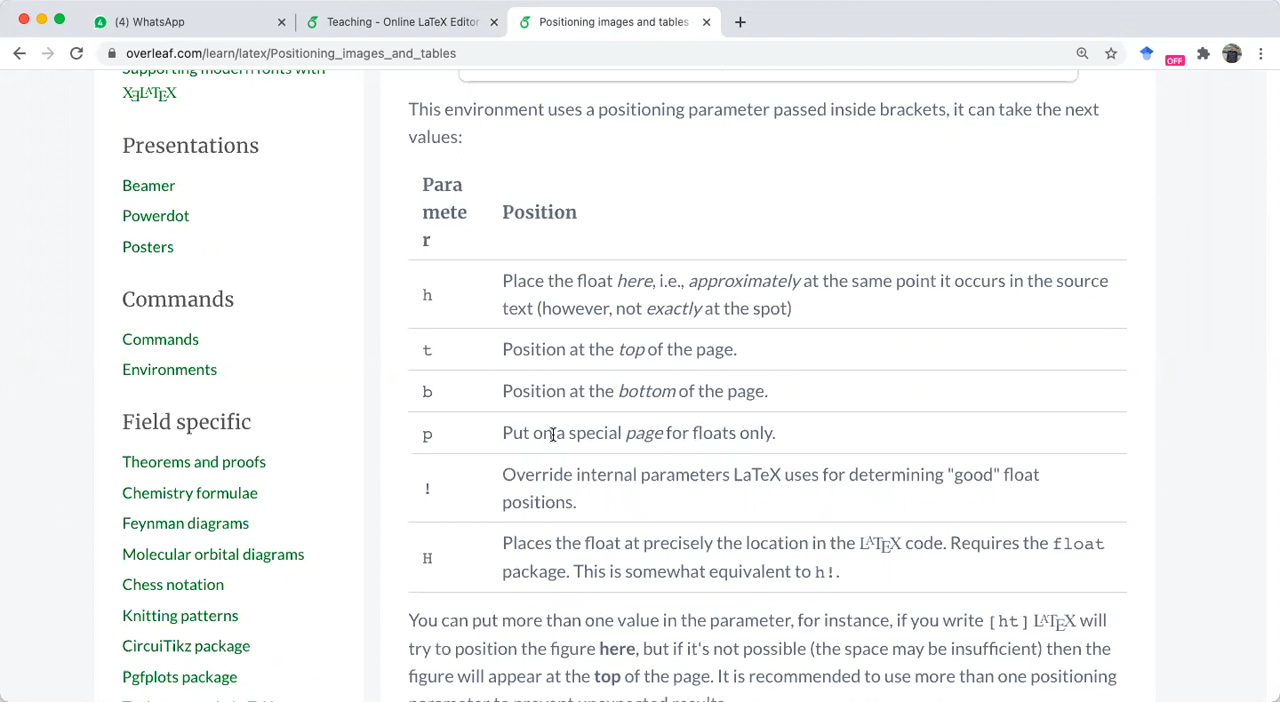 (4) WhatsApp
Teaching - Online LaTeX Editor
Positioning images and tables
overleaf.com/learn/latex/Positioning_images_and_tables
OFF
Supporting modern fonts with
XƎLATEX
Presentations
Beamer
Powerdot
Posters
Commands
Commands
Environments
Field specific
Theorems and proofs
Chemistry formulae
Feynman diagrams
Molecular orbital diagrams
Chess notation
Knitting patterns
CircuiTikz package
Pgfplots package
This environment uses a positioning parameter passed inside brackets, it can take the next
values:
Para
mete
r
Position
h
Place the float here, i.e., approximately at the same point it occurs in the source
text (however, not exactly at the spot)
t
Position at the top of the page.
b
Position at the bottom of the page.
p
Put on a special page for floats only.
!
Override internal parameters LaTeX uses for determining "good" float
positions.
H
Places the float at precisely the location in the LATEX code. Requires the float
package. This is somewhat equivalent to h!.
You can put more than one value in the parameter, for instance, if you write [ht] LATEX will
try to position the figure here, but if it's not possible (the space may be insufficient) then the
figure will appear at the top of the page. It is recommended to use more than one positioning
parameter to prevent unexpected results.